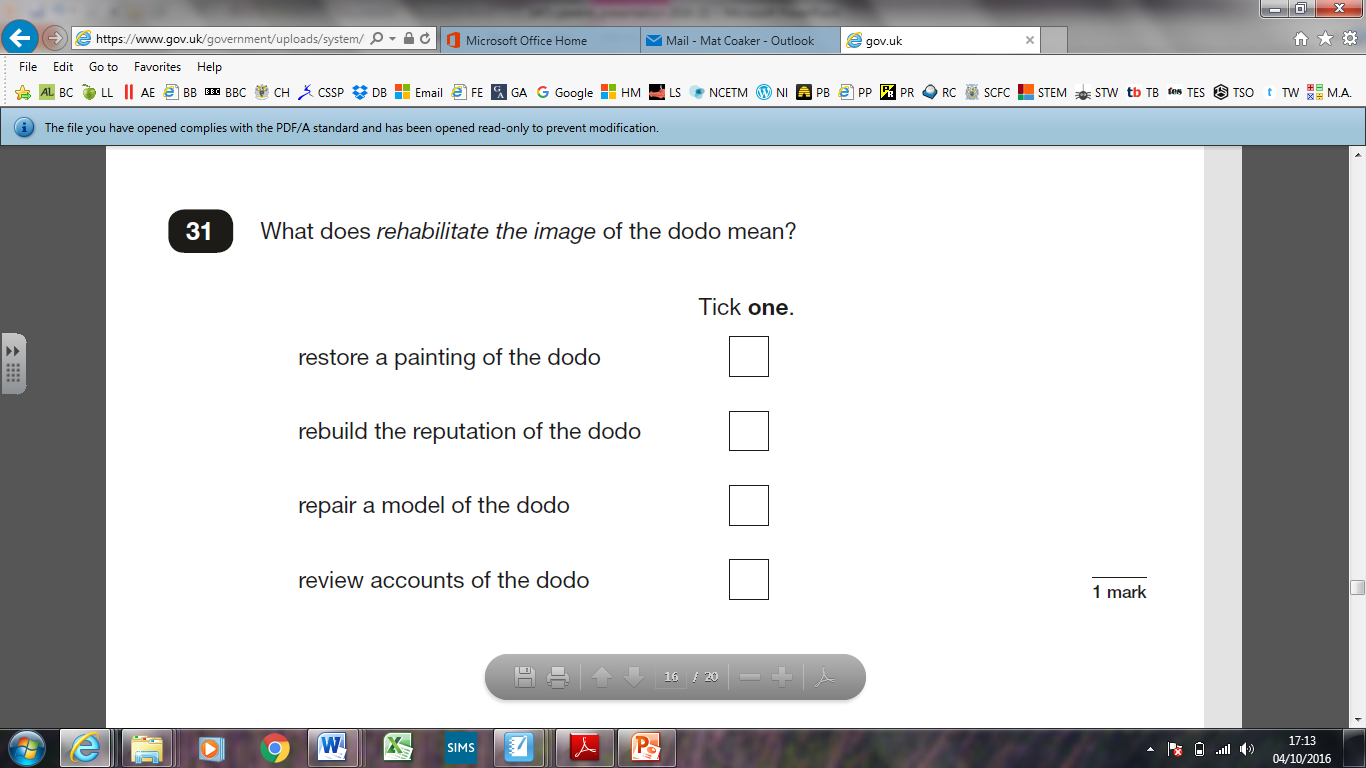 https://www.gov.uk/government/uploads/system/
Microsoft Office Home
Mail - Mat Coaker - Outlook
gov.uk
File Edit Go to Favorites Help
BC LL AE BB BBC CH CSSP DB Email FE GA Google HM LS NCETM NI PB PP PR RC SCFC STEM STW TB TES TSO TW M.A.
The file you have opened complies with the PDF/A standard and has been opened read-only to prevent modification.
31 What does rehabilitate the image of the dodo mean?
Tick one.
restore a painting of the dodo
rebuild the reputation of the dodo
repair a model of the dodo
review accounts of the dodo
1 mark
16 / 20
SIMS
17:13
04/10/2016